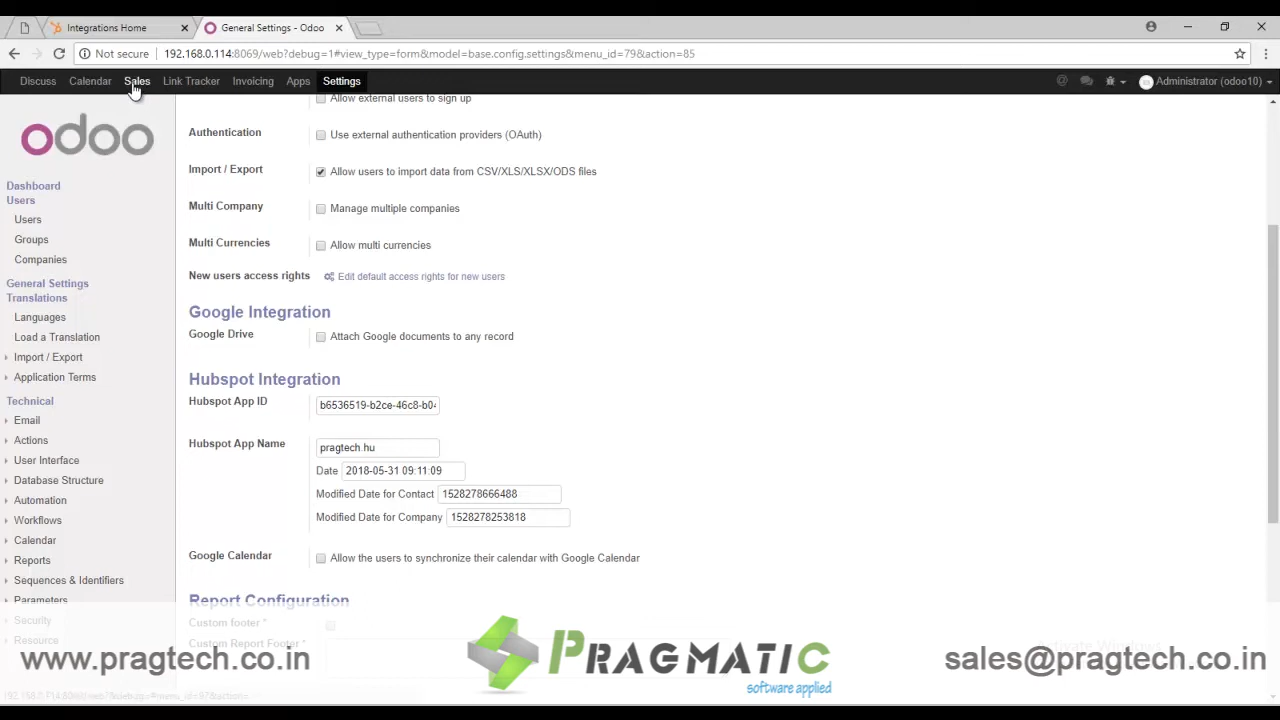 Integrations Home
General Settings - Odoo
Not secure
192.168.0.114:8069/web?debug=1#view_type=form&model=base.config.settings&menu_id=79&action=85
Discuss
Calendar
Sales
Link Tracker
Invoicing
Apps
Settings
Administrator (odoo10)
odoo
Dashboard
Users
Users
Groups
Companies
General Settings
Translations
Languages
Load a Translation
Import / Export
Application Terms
Technical
Email
Actions
User Interface
Database Structure
Automation
Workflows
Calendar
Reports
Sequences & Identifiers
Parameters
Security
Resource
Allow external users to sign up
Authentication
Use external authentication providers (OAuth)
Import / Export
Allow users to import data from CSV/XLS/XLSX/ODS files
Multi Company
Manage multiple companies
Multi Currencies
Allow multi currencies
New users access rights
Edit default access rights for new users
Google Integration
Google Drive
Attach Google documents to any record
Hubspot Integration
Hubspot App ID
b6536519-b2ce-46c8-b04
Hubspot App Name
pragtech.hu
Date
2018-05-31 09:11:09
Modified Date for Contact
1528278666488
Modified Date for Company
1528278253818
Google Calendar
Allow the users to synchronize their calendar with Google Calendar
Report Configuration
Custom footer *
Custom Report Footer *
www.pragtech.co.in
PRAGMATIC
software applied
sales@pragtech.co.in